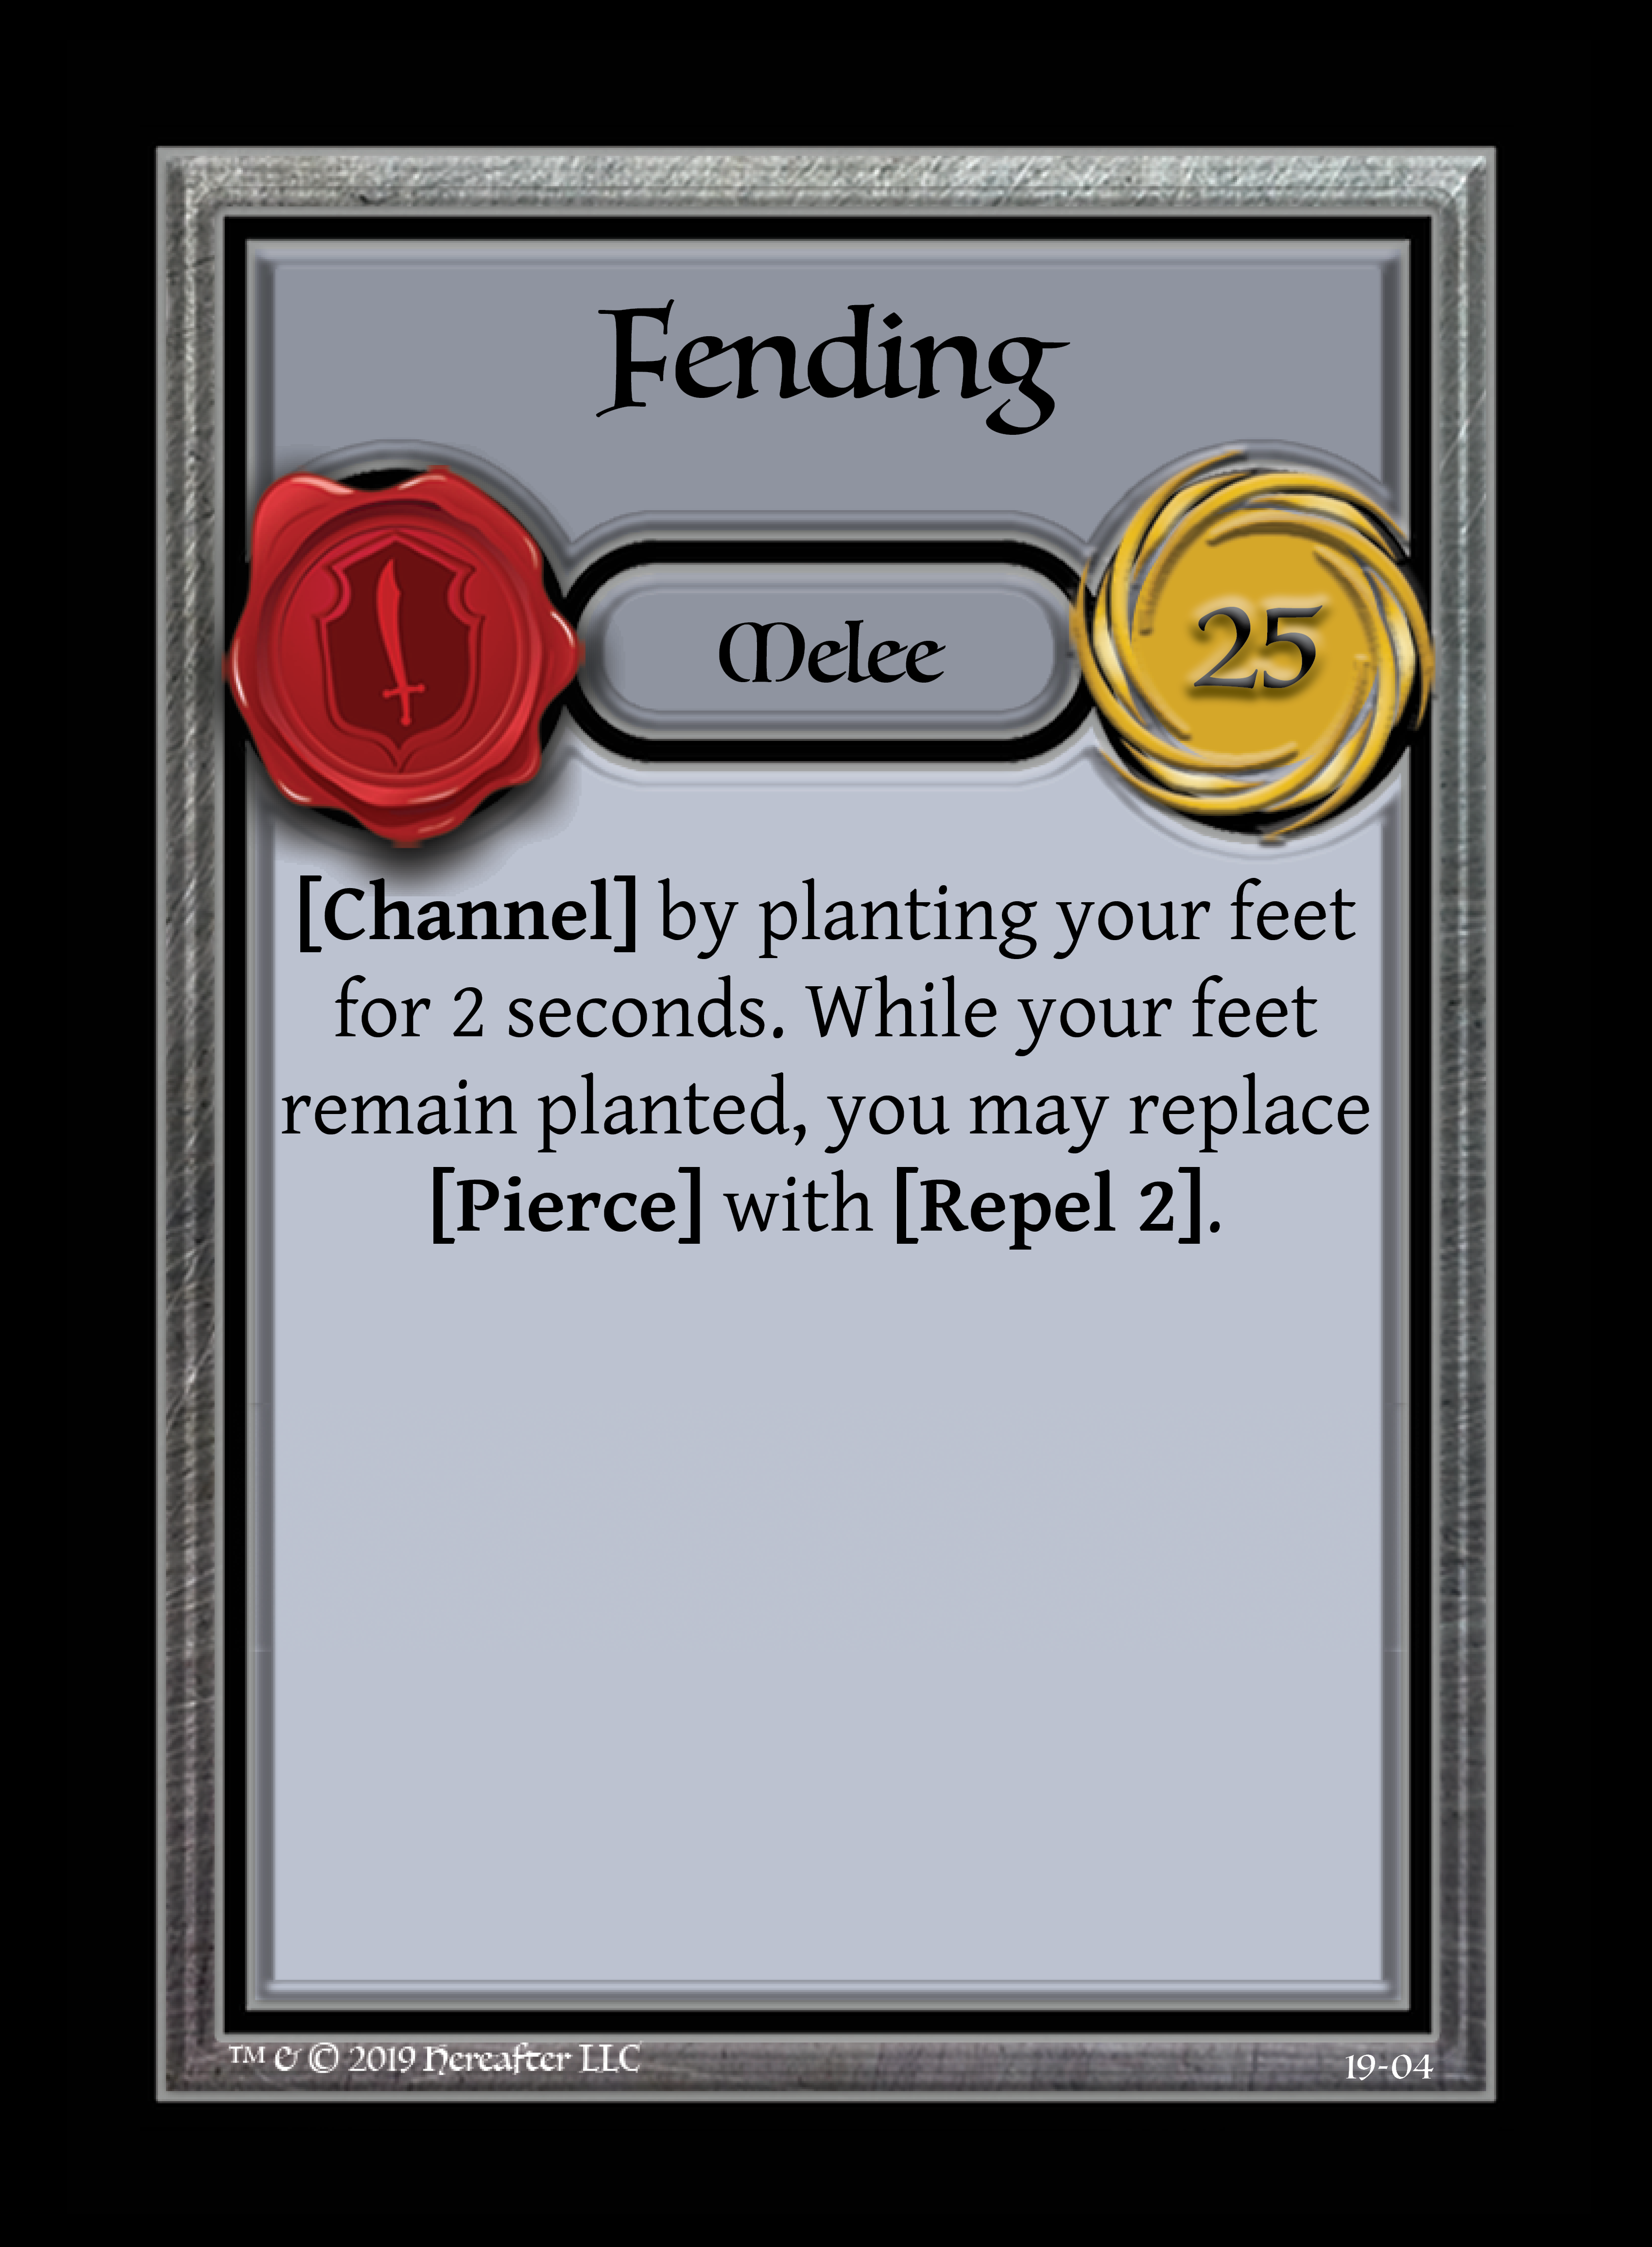 Fending
Melee
25
[Channel] by planting your feet
for 2 seconds. While your feet
remain planted, you may replace
[Pierce] with [Repel 2].
™ & © 2019 Hereafter LLC
19-04